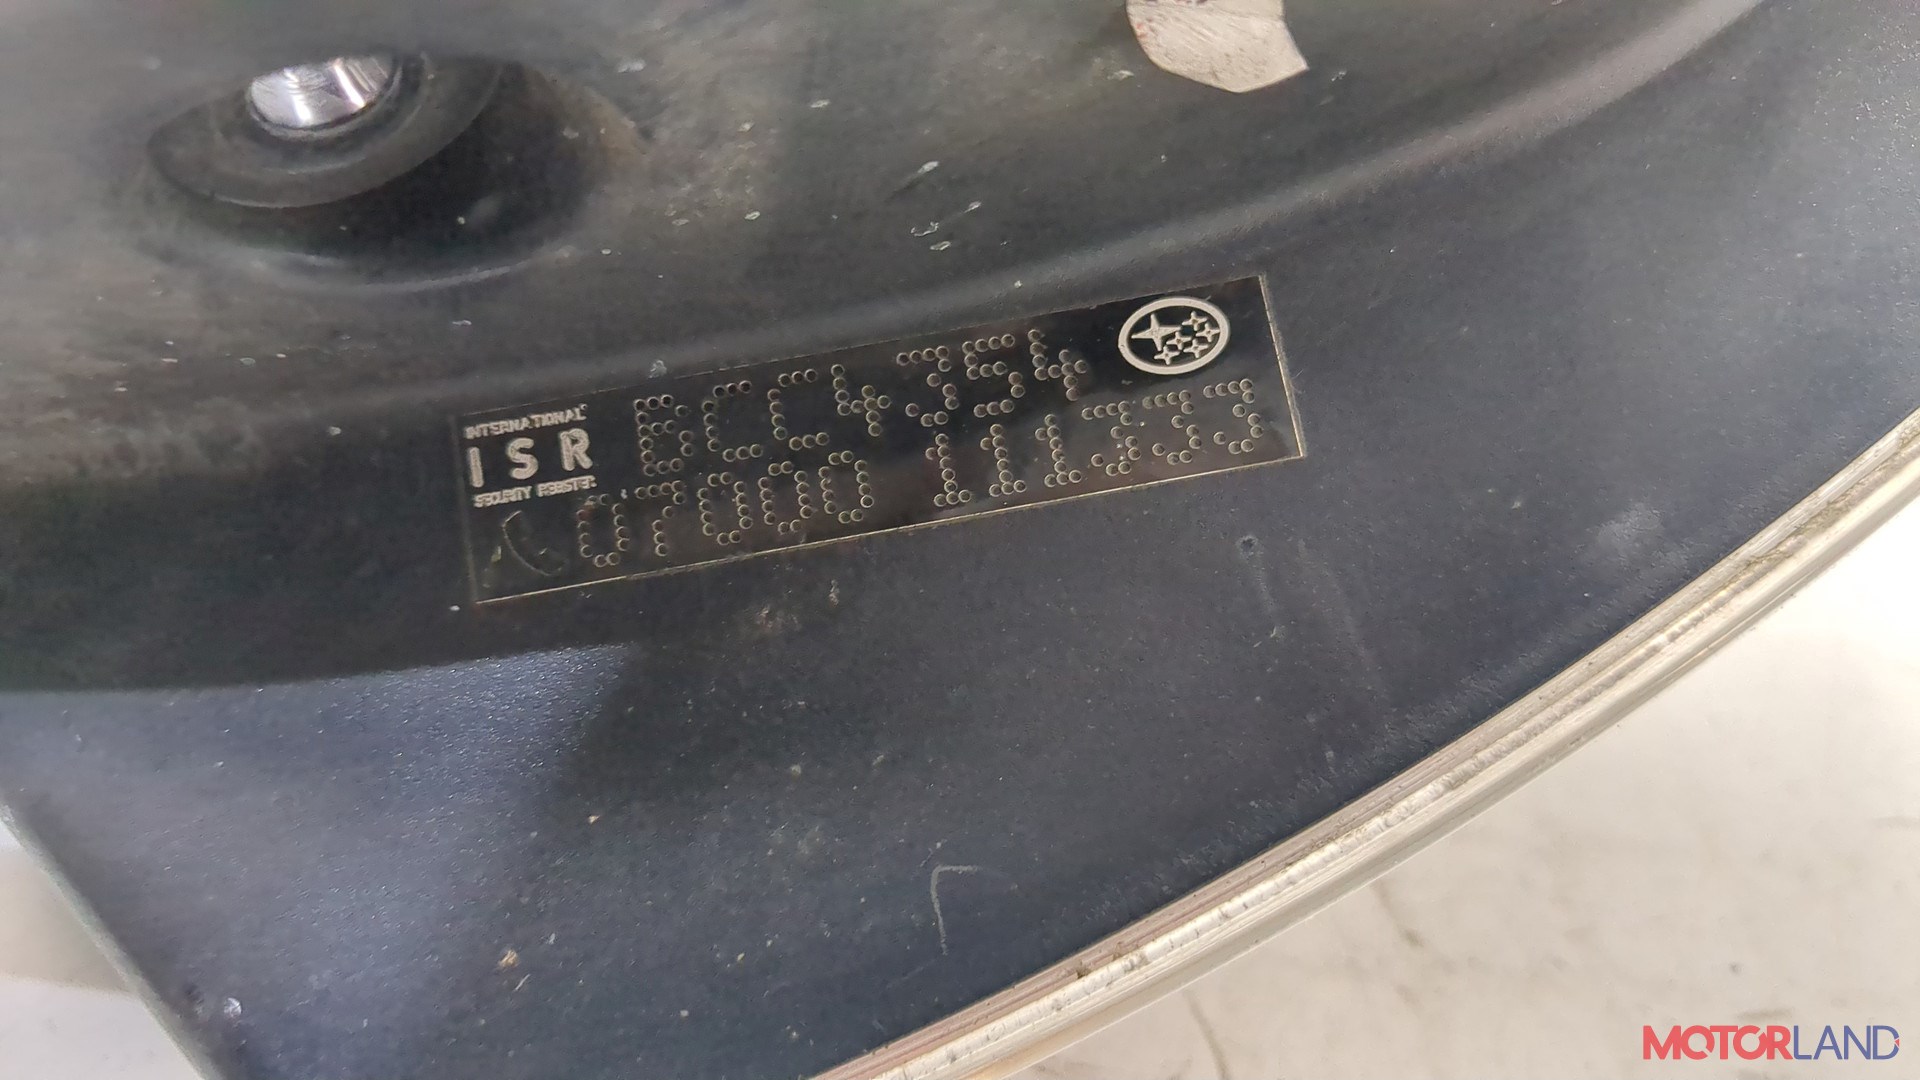 INTERNATIONAL
ISR
SECURITY REGISTER
BCC4354
07000 111333
MOTORLAND